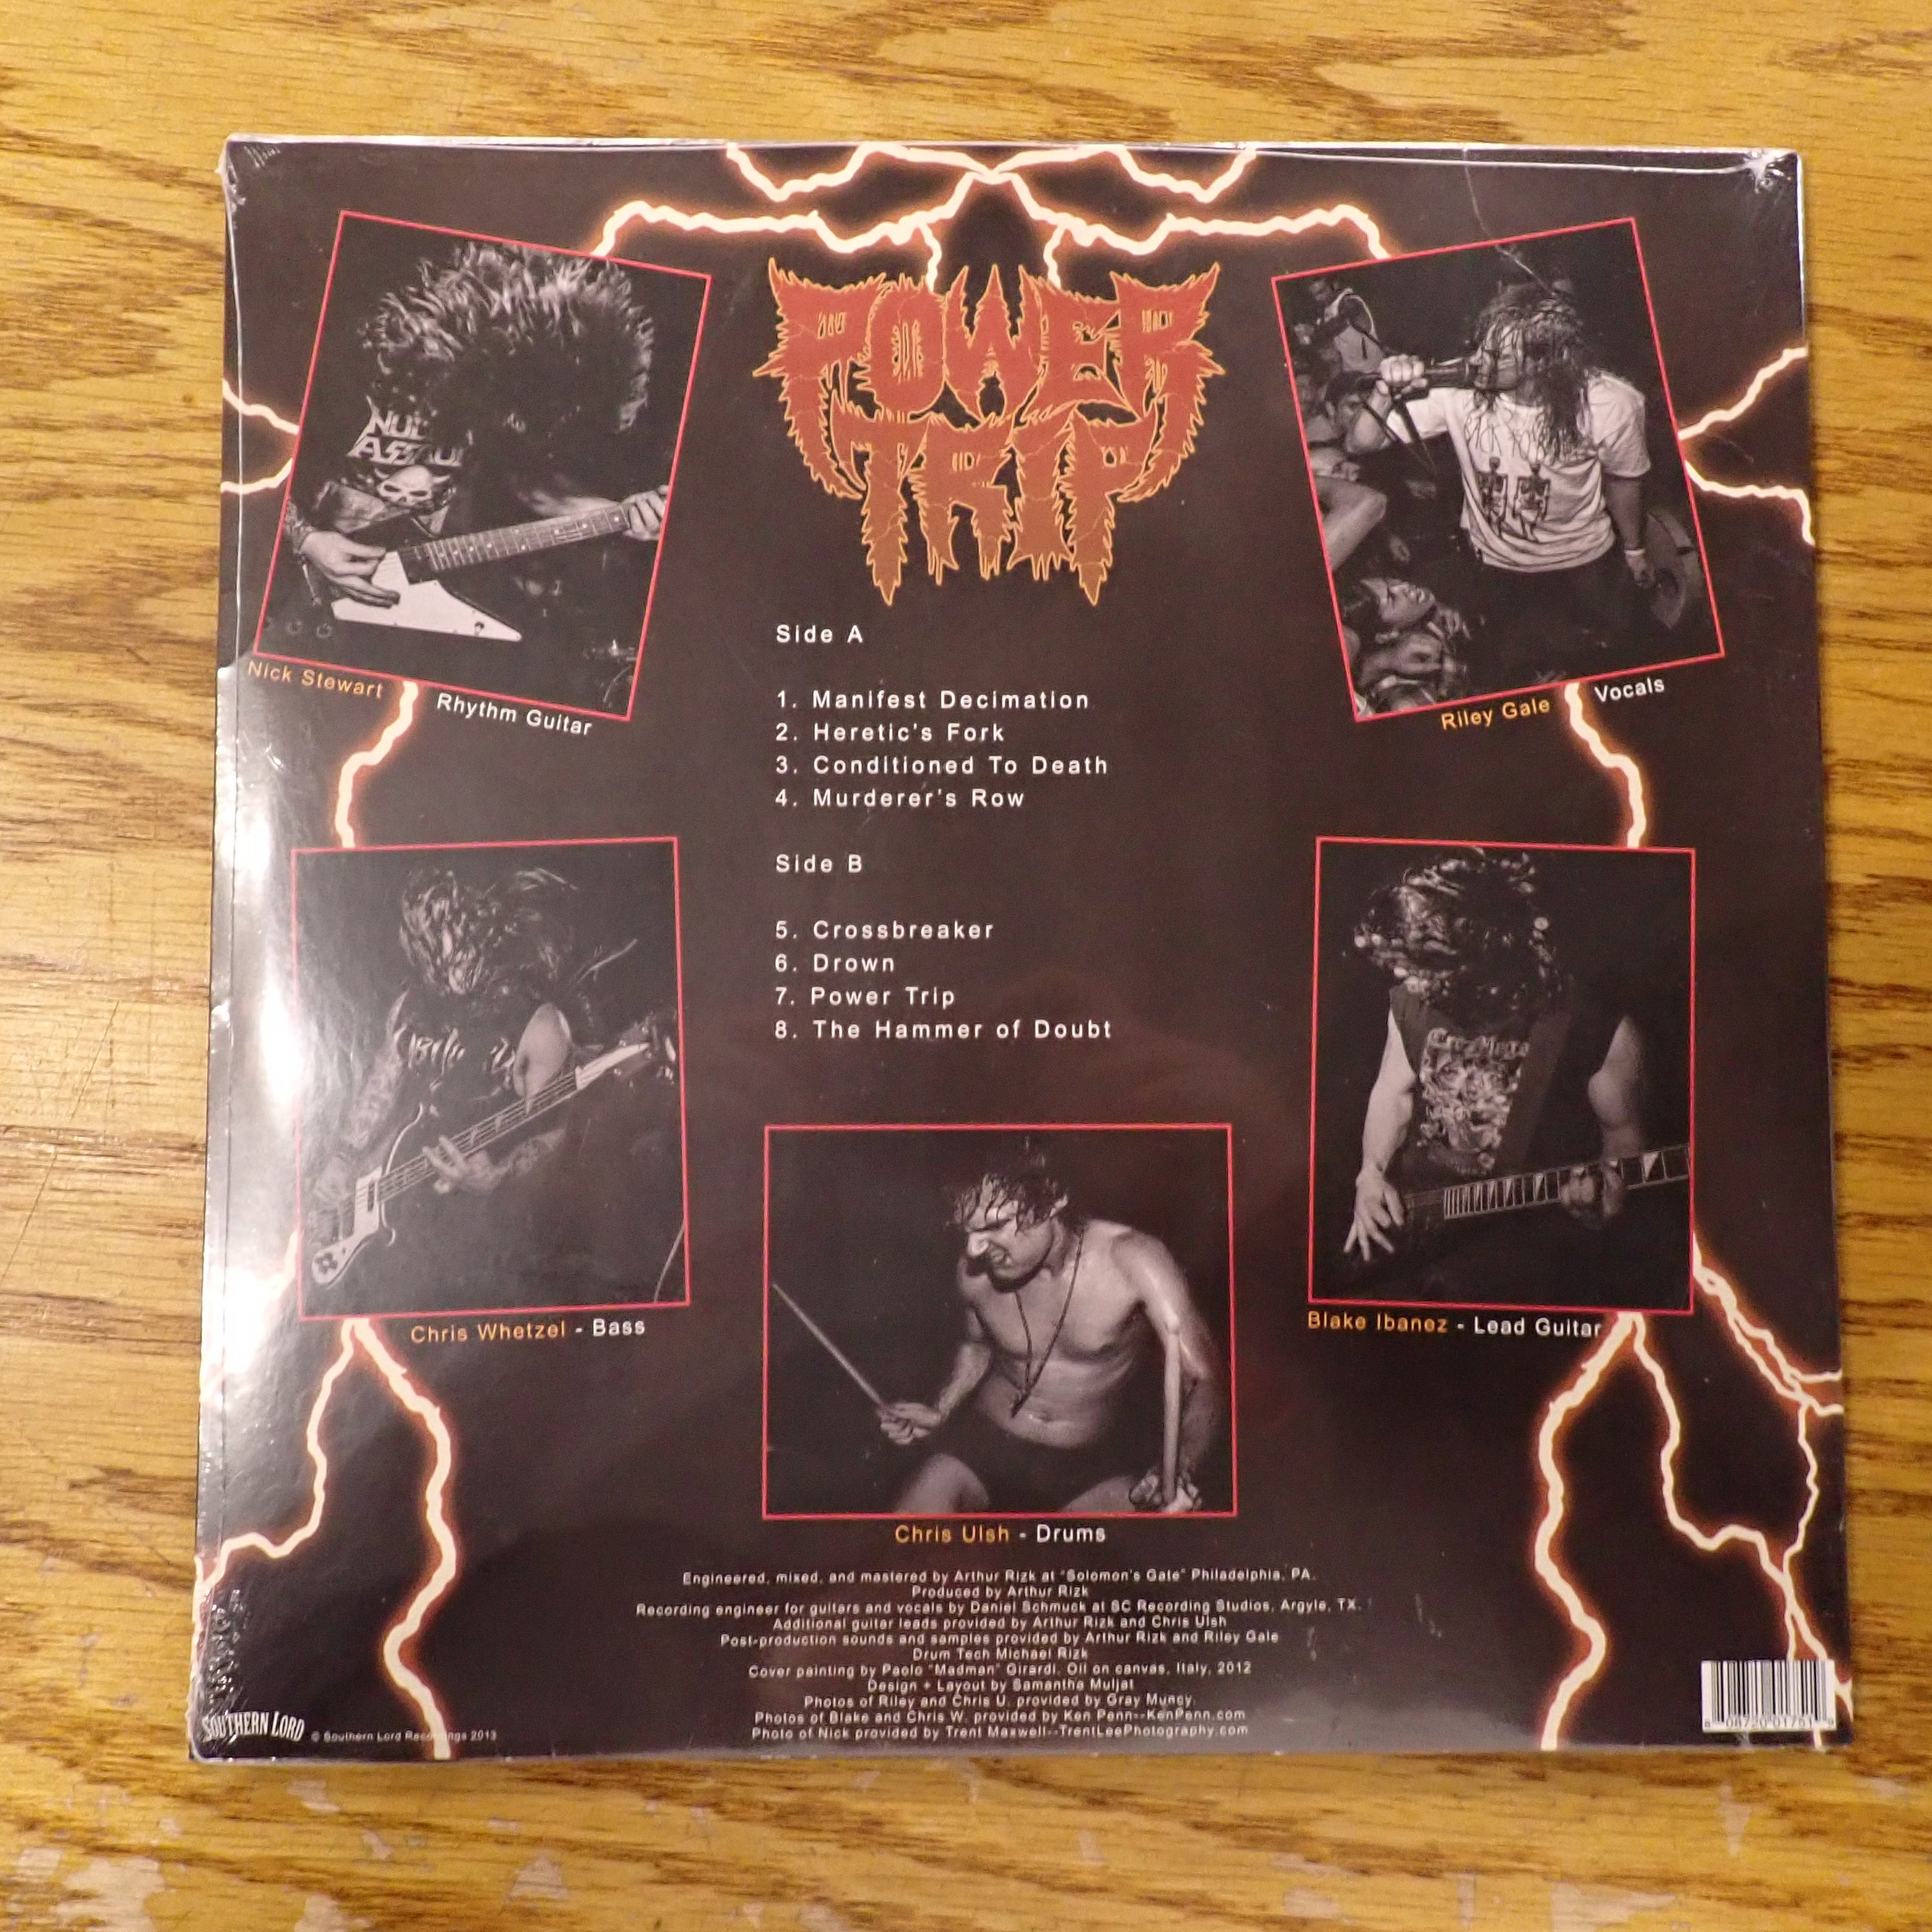 POWER
TRIP
NUC
ASSAU
Nick Stewart
Rhythm Guitar
Riley Gale
Vocals
Side A
1. Manifest Decimation
2. Heretic's Fork
3. Conditioned To Death
4. Murderer's Row
Side B
5. Crossbreaker
6. Drown
7. Power Trip
8. The Hammer of Doubt
Chris Whetzel - Bass
Blake Ibanez - Lead Guitar
Chris Ulsh - Drums
Engineered, mixed, and mastered by Arthur Rizk at "Solomon's Gate" Philadelphia, PA.
Produced by Arthur Rizk
Recording engineer for guitars and vocals by Daniel Schmuck at SC Recording Studios, Argyle, TX.
Additional guitar leads provided by Arthur Rizk and Chris Ulsh
Post-production sounds and samples provided by Arthur Rizk and Riley Gale
Drum Tech Michael Rizk
Cover painting by Paolo "Madman" Girardi. Oil on canvas, Italy, 2012
Design + Layout by Samantha Muljat
Photos of Riley and Chris U. provided by Gray Muncy.
Photos of Blake and Chris W. provided by Ken Penn--KenPenn.com
Photo of Nick provided by Trent Maxwell--TrentLeePhotography.com
SOUTHERN LORD
© Southern Lord Recordings 2013